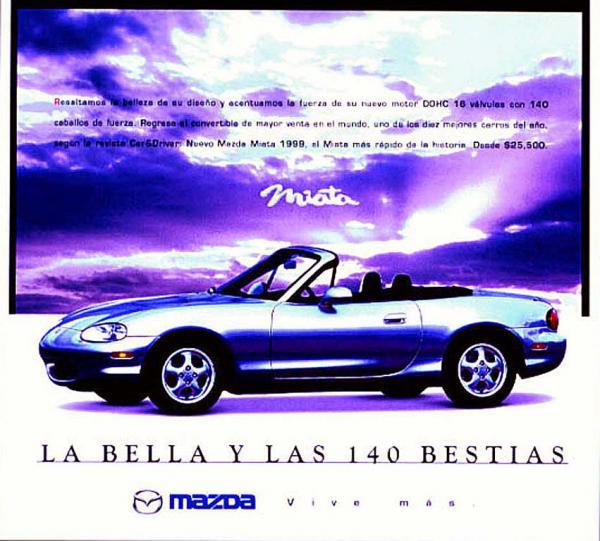 Resaltamos la belleza de su diseño y acentuamos la fuerza de su nuevo motor DOHC 16 válvulas con 140
caballos de fuerza. Regresa el convertible de mayor venta en el mundo, uno de los diez mejores carros del año,
según la revista Car&Driver: Nuevo Mazda Miata 1999, el Miata más rápido de la historia. Desde $25,500.
Miata
LA BELLA Y LAS 140 BESTIAS
mazda Vive más.